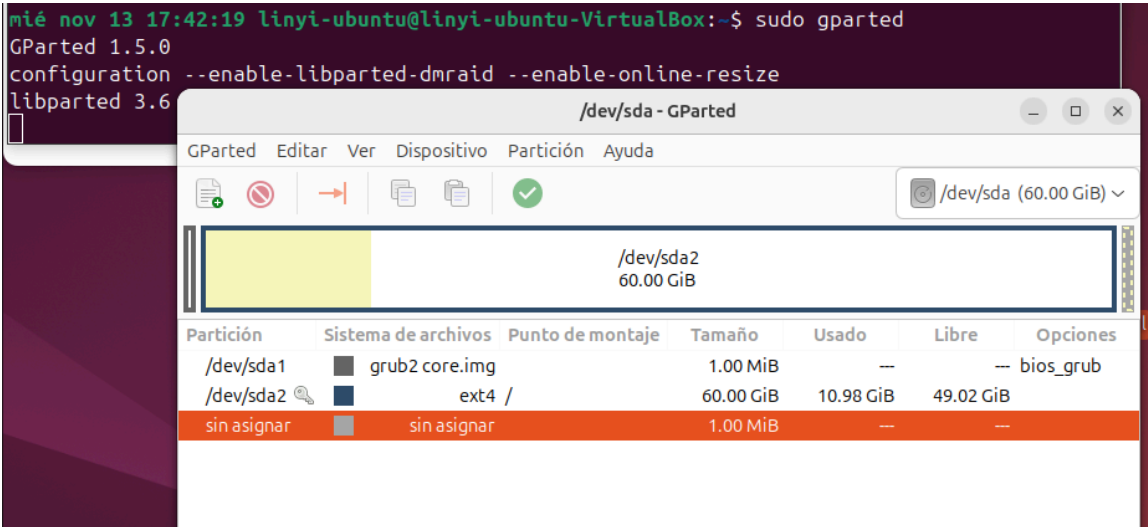 mié nov 13 17:42:19 linyi-ubuntu@linyi-ubuntu-VirtualBox:~$ sudo gparted
GParted 1.5.0
configuration --enable-libparted-dmraid --enable-online-resize
libparted 3.6
/dev/sda - GParted
GParted Editar Ver Dispositivo Partición Ayuda
/dev/sda (60.00 GiB)
/dev/sda2
60.00 GiB
Partición Sistema de archivos Punto de montaje Tamaño Usado Libre Opciones
/dev/sda1 grub2 core.img 1.00 MiB --- --- bios_grub
/dev/sda2 ext4 / 60.00 GiB 10.98 GiB 49.02 GiB
sin asignar sin asignar 1.00 MiB --- ---